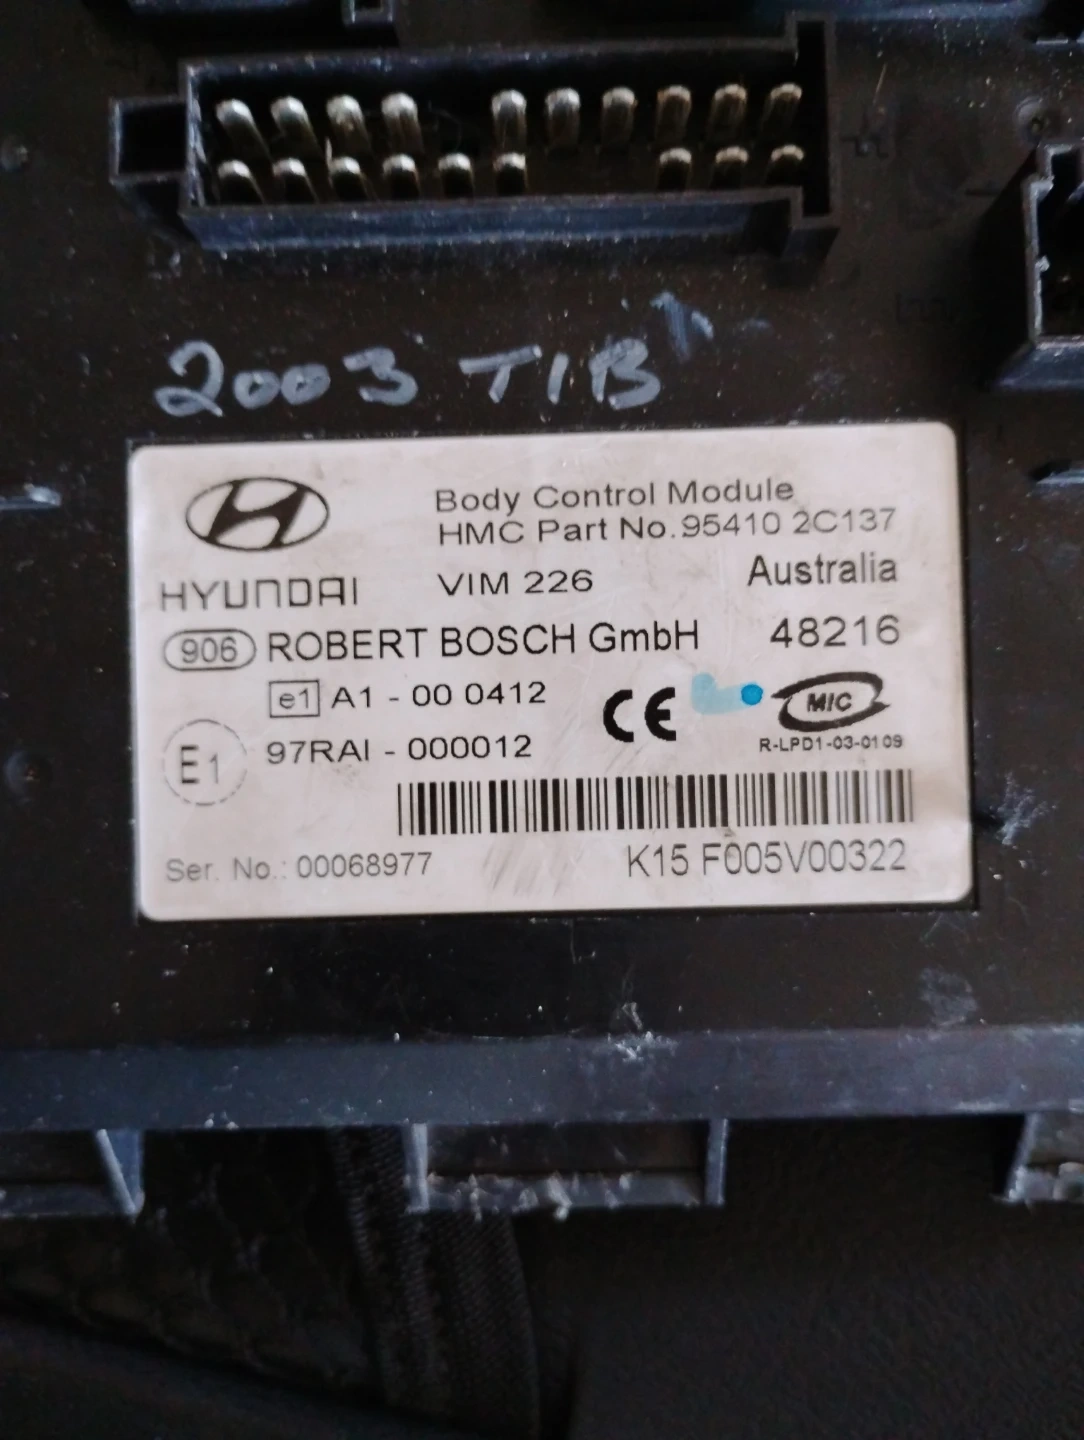 2003 TIB
Body Control Module
HMC Part No.95410 2C137
HYUNDAI VIM 226 Australia
906 ROBERT BOSCH GmbH 48216
e1 A1 - 00 0412 CE MIC
E1 97RAI - 000012 R-LPD1-03-0109
Ser. No.: 00068977 K15 F005V00322